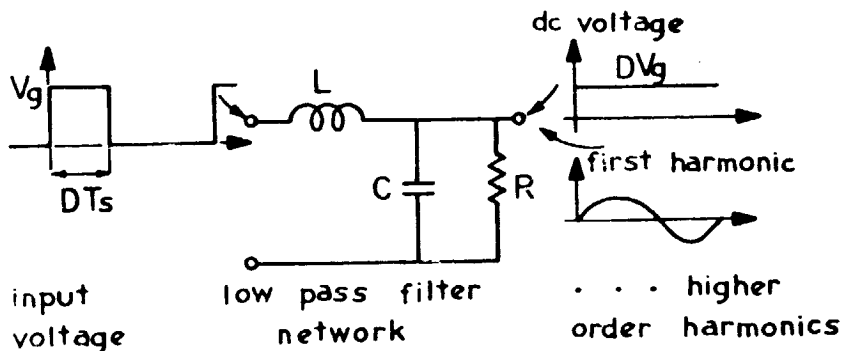 dc voltage
DVg
Vg
L
C
R
DTs
first harmonic
input
voltage
low pass filter
network
. . . higher
order harmonics